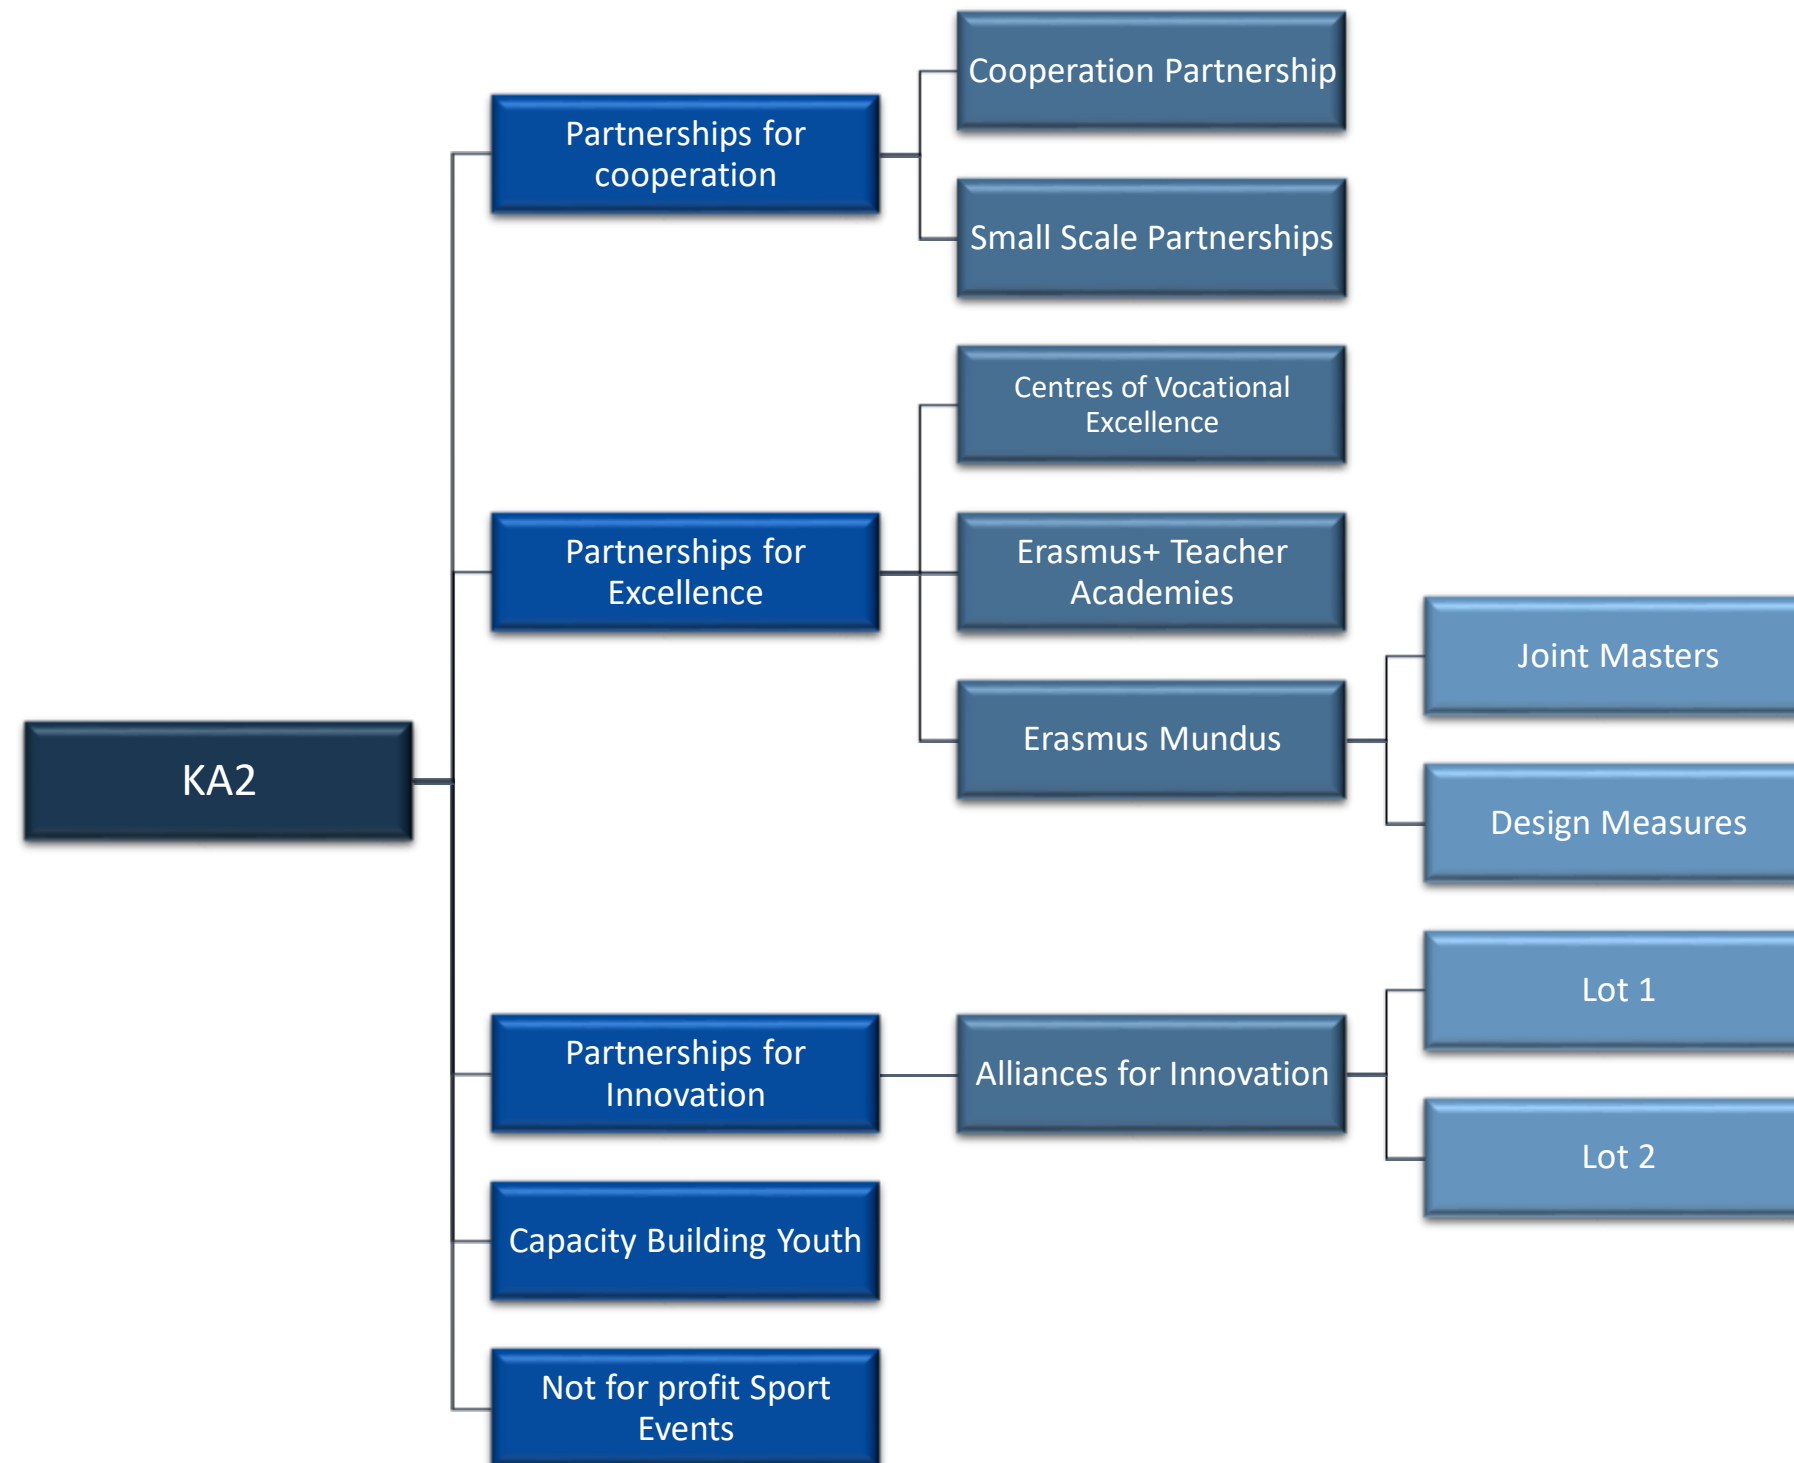 KA2
Partnerships for
cooperation
Cooperation Partnership
Small Scale Partnerships
Partnerships for
Excellence
Centres of Vocational
Excellence
Erasmus+ Teacher
Academies
Erasmus Mundus
Joint Masters
Design Measures
Partnerships for
Innovation
Alliances for Innovation
Lot 1
Lot 2
Capacity Building Youth
Not for profit Sport
Events